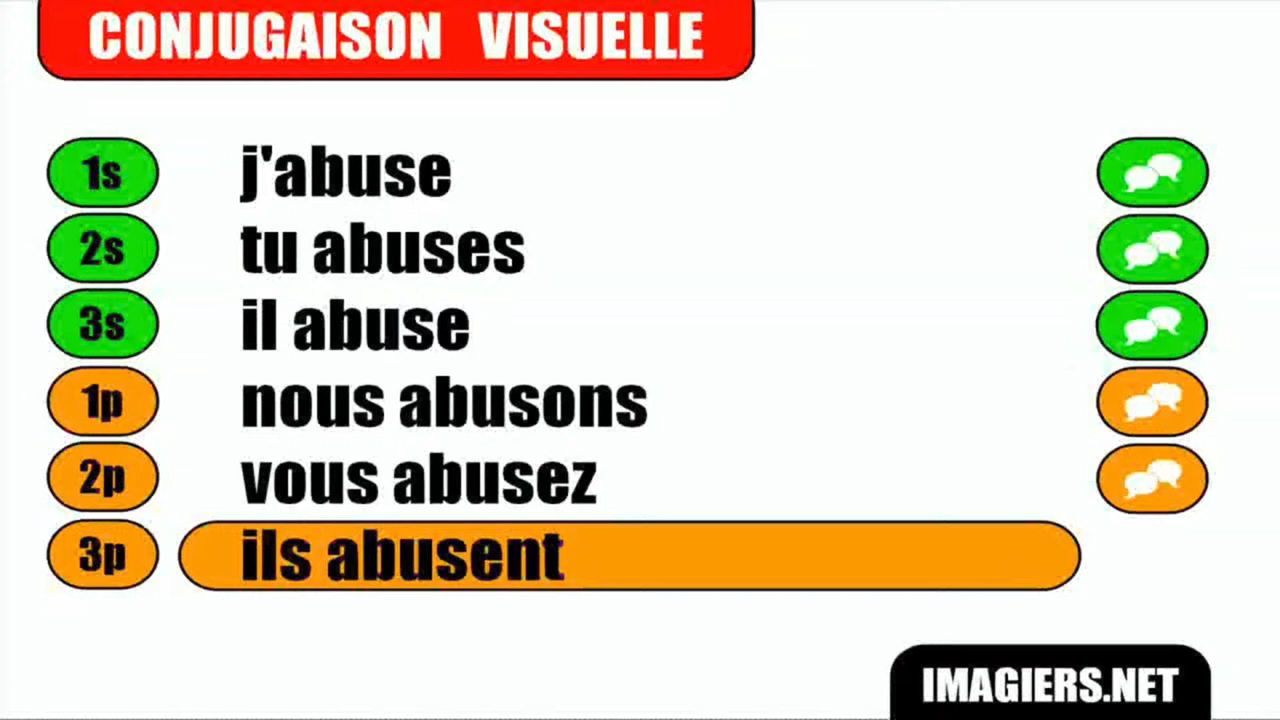 CONJUGAISON VISUELLE
1s j'abuse
2s tu abuses
3s il abuse
1p nous abusons
2p vous abusez
3p ils abusent
IMAGIERS.NET